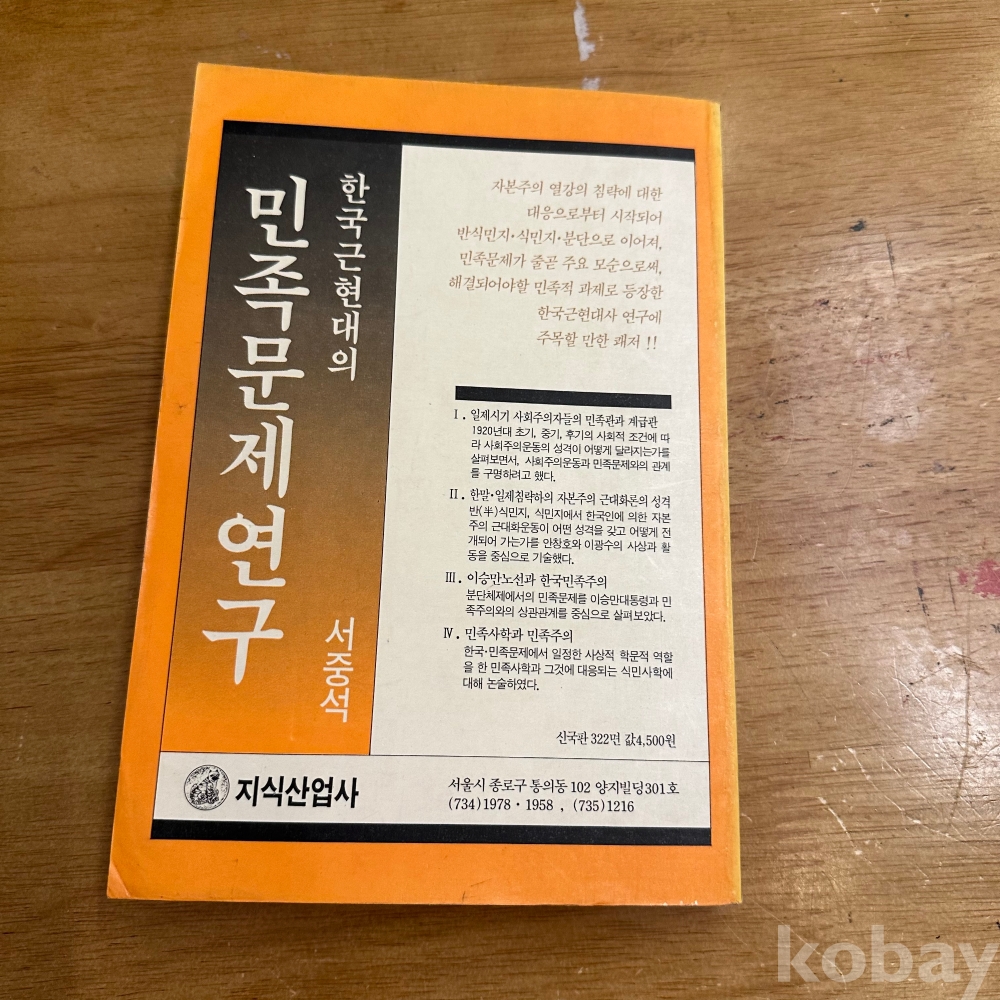 한국근현대의
민족문제연구
서중석
자본주의 열강의 침략에 대한
대응으로부터 시작되어
반식민지·식민지·분단으로 이어져,
민족문제가 줄곧 주요 모순으로써,
해결되어야할 민족적 과제로 등장한
한국근현대사 연구에
주목할 만한 쾌저 !!
Ⅰ. 일제시기 사회주의자들의 민족관과 계급관
1920년대 초기, 중기, 후기의 사회적 조건에 따
라 사회주의운동의 성격이 어떻게 달라지는가를
살펴보면서, 사회주의운동과 민족문제와의 관계
를 구명하려고 했다.
Ⅱ. 한말·일제침략하의 자본주의 근대화론의 성격
반(半)식민지, 식민지에서 한국인에 의한 자본
주의 근대화운동이 어떤 성격을 갖고 어떻게 전
개되어 가는가를 안창호와 이광수의 사상과 활
동을 중심으로 기술했다.
Ⅲ. 이승만노선과 한국민족주의
분단체제에서의 민족문제를 이승만대통령과 민
족주의와의 상관관계를 중심으로 살펴보았다.
Ⅳ. 민족사학과 민족주의
한국·민족문제에서 일정한 사상적 학문적 역할
을 한 민족사학과 그것에 대응되는 식민사학에
대해 논술하였다.
신국판 322면 값4,500원
지식산업사
서울시 종로구 통의동 102 양지빌딩301호
(734)1978·1958 , (735)1216
kobay